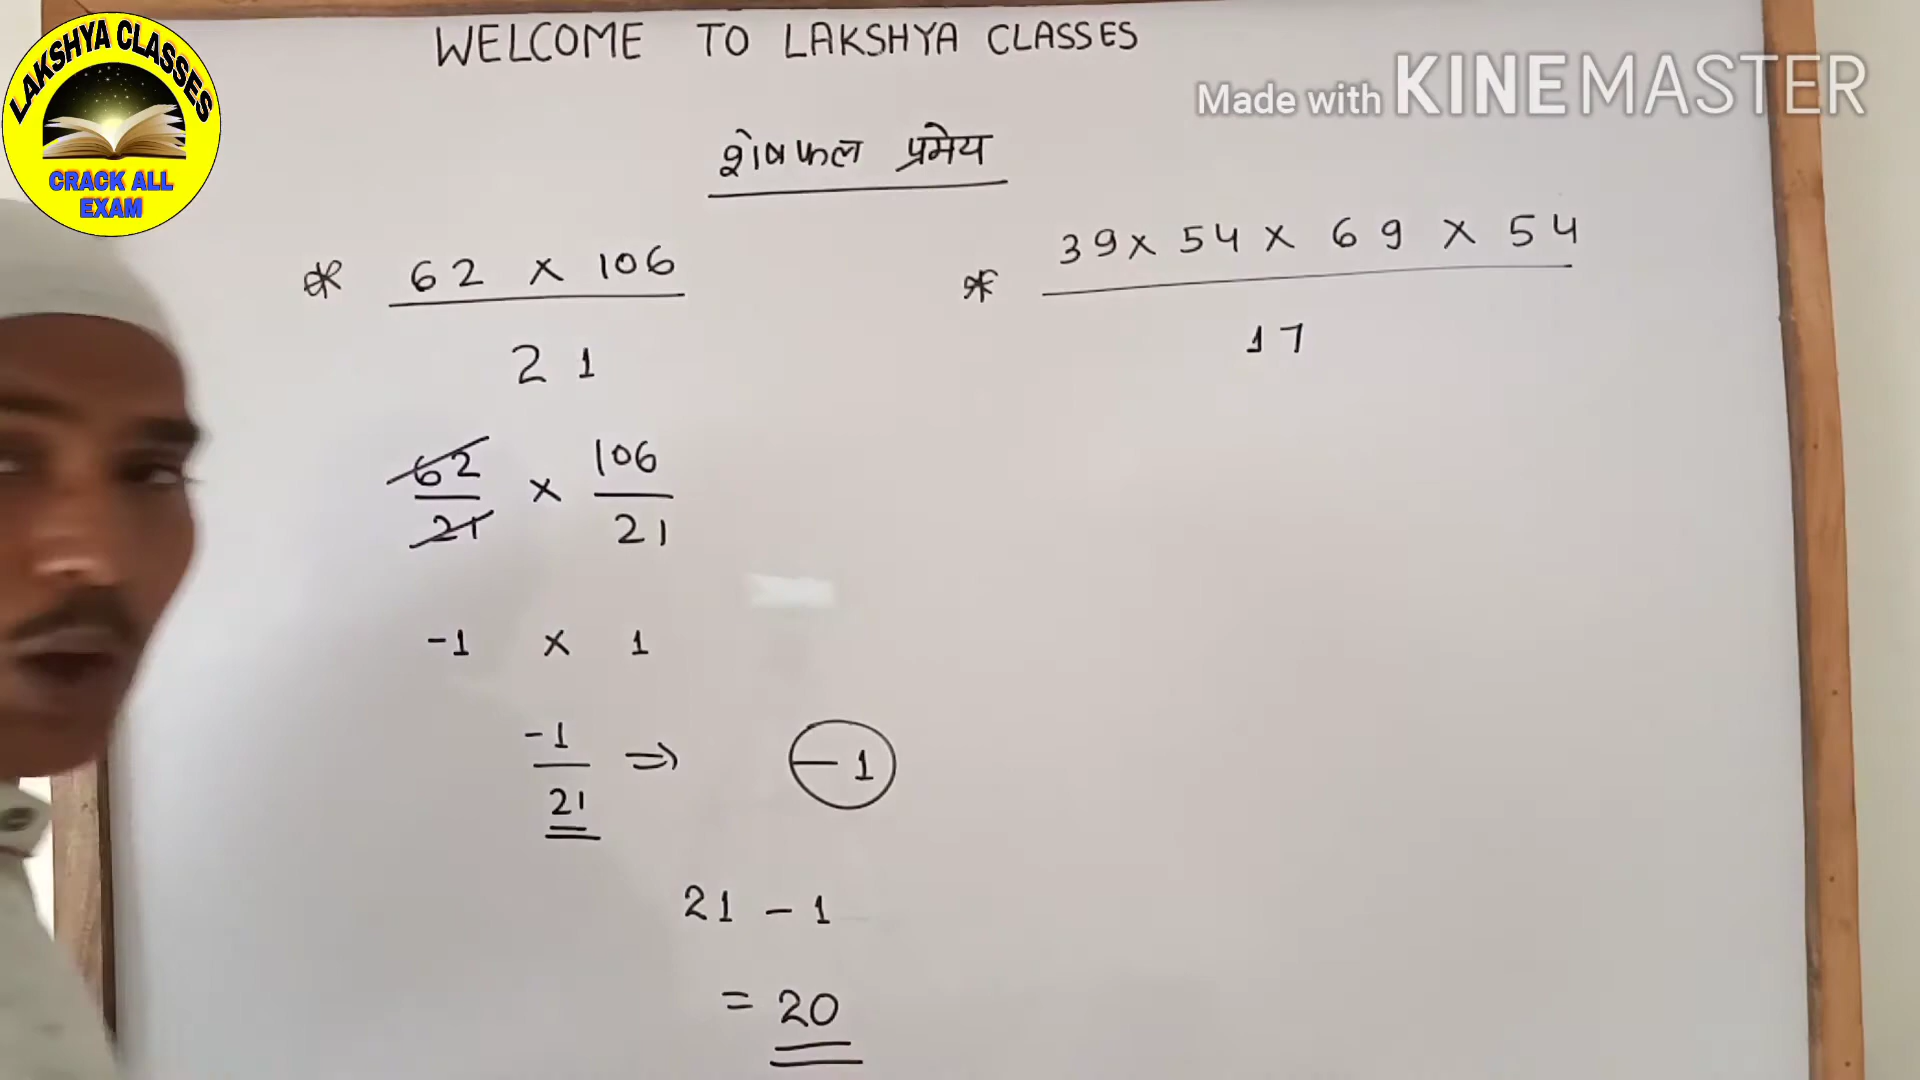 WELCOME TO LAKSHYA CLASSES
LAKSHYA CLASSES
CRACK ALL
EXAM
Made with KINEMASTER
शेषफल प्रमेय
* 62 × 106
21
62 × 106
21 21
-1 × 1
-1 ⇒ -1
21
21 - 1
= 20
* 39 × 54 × 69 × 54
17